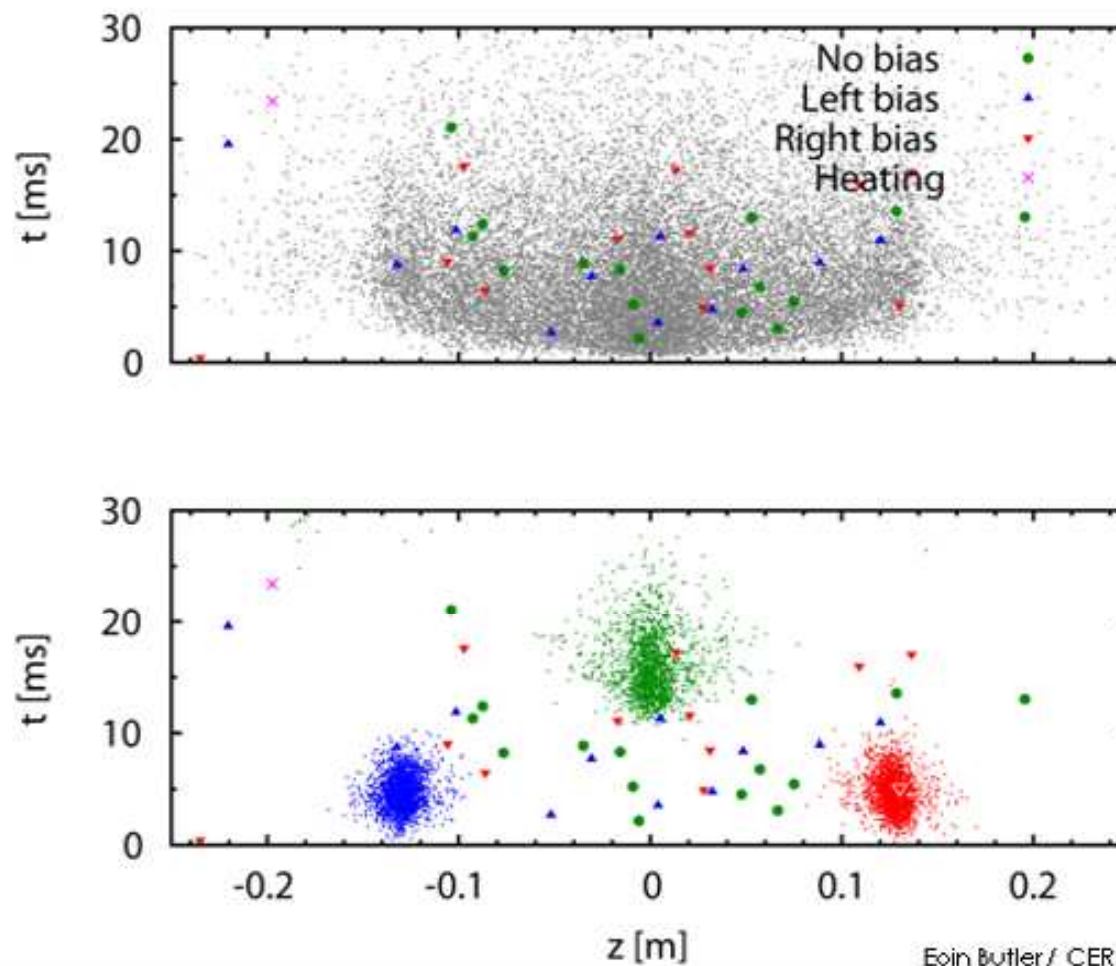 30
20
10
0
t [ms]
No bias
Left bias
Right bias
Heating
30
20
10
0
t [ms]
-0.2
-0.1
0
0.1
0.2
z [m]
Eoin Butler / CER